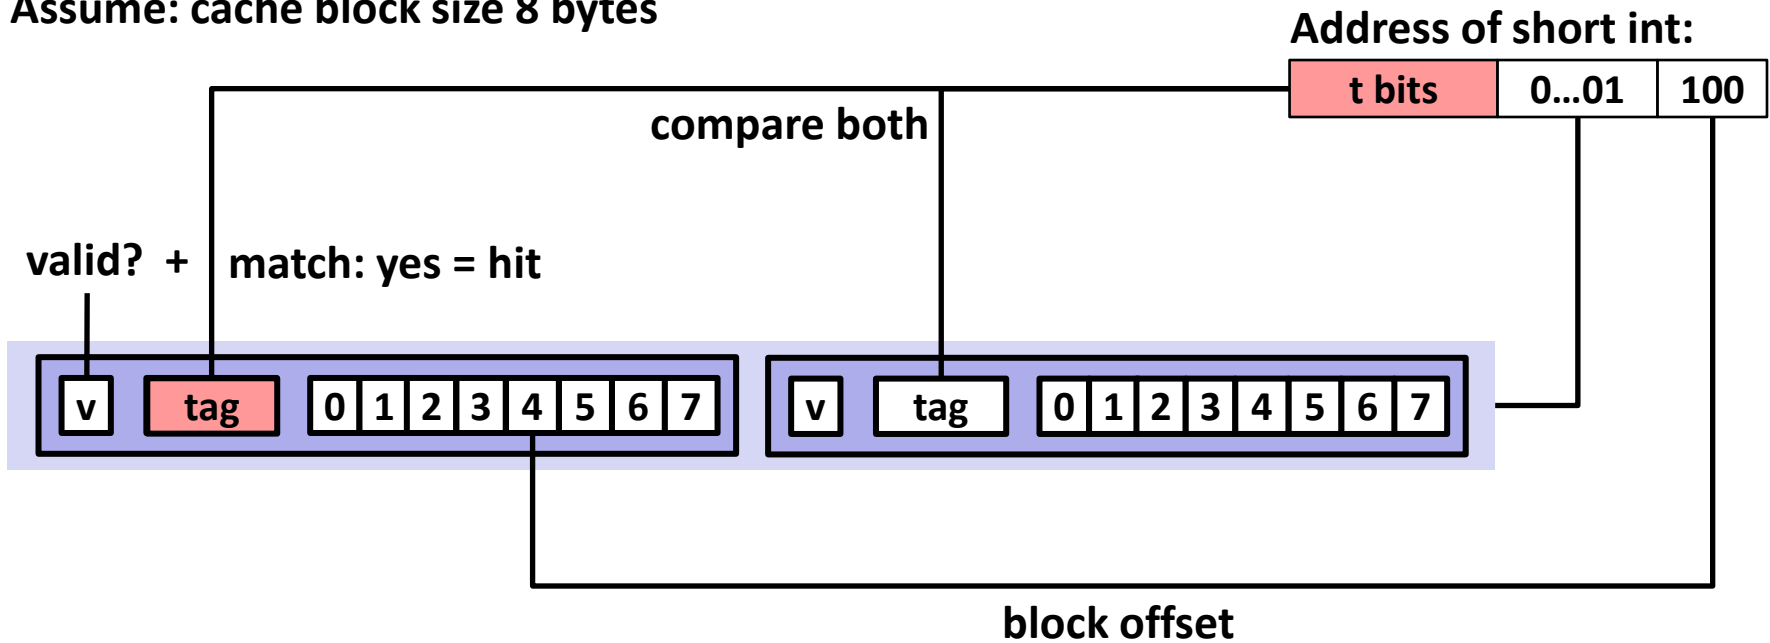 Assume: cache block size 8 bytes
Address of short int:
t bits 0...01 100
compare both
valid? + match: yes = hit
v tag 0 1 2 3 4 5 6 7 v tag 0 1 2 3 4 5 6 7
block offset